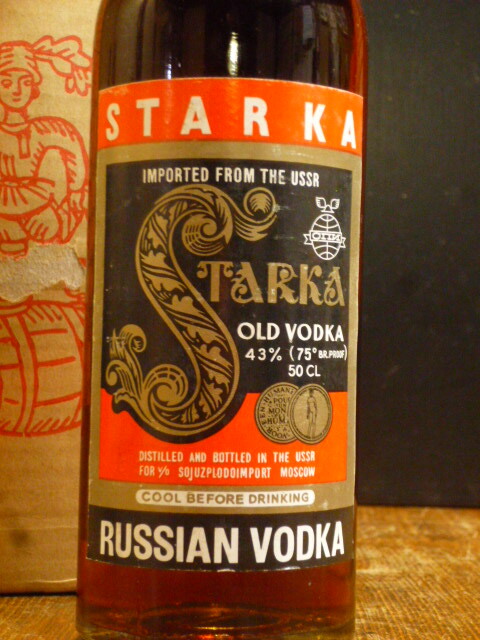 STARKA
IMPORTED FROM THE USSR
STARKA
OLD VODKA
43% (75° BR.PROOF)
50 CL
DISTILLED AND BOTTLED IN THE USSR
FOR V/O SOJUZPLODOIMPORT MOSCOW
COOL BEFORE DRINKING
RUSSIAN VODKA